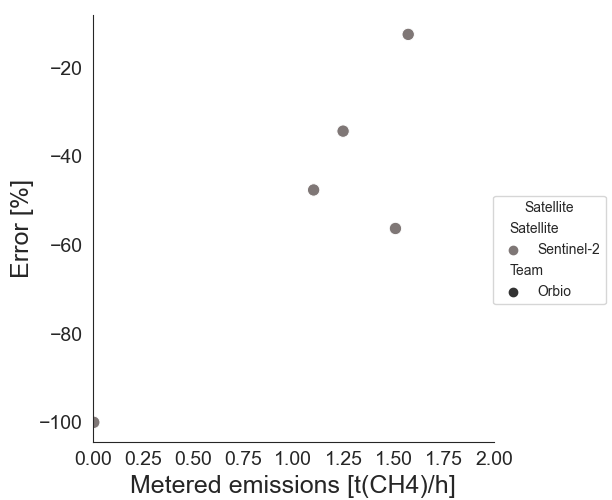 −20
−40
−60
−80
−100
Error [%]
0.00 0.25 0.50 0.75 1.00 1.25 1.50 1.75 2.00
Metered emissions [t(CH4)/h]
Satellite
Satellite
Sentinel-2
Team
Orbio